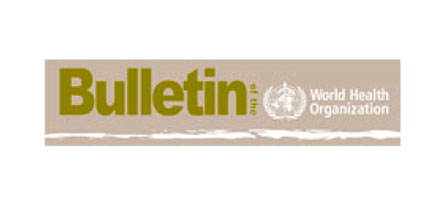 Bulletin
of the
World Health
Organization